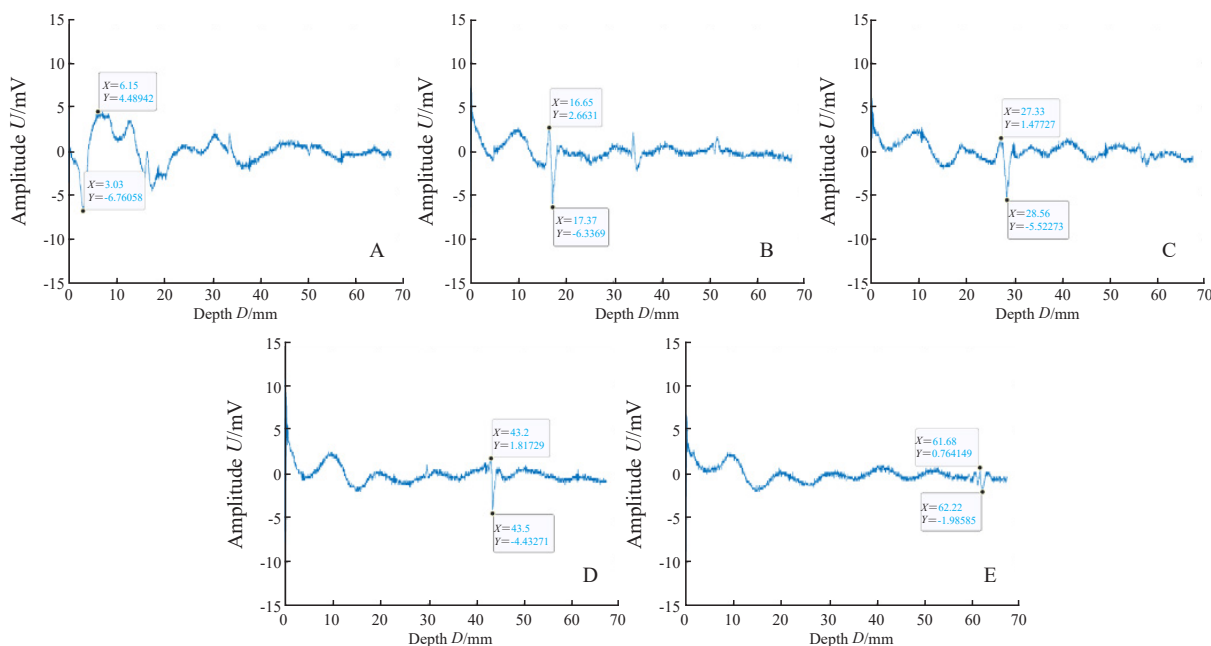 Amplitude U/mV
15
10
5
0
-5
-10
-15
X=6.15
Y=4.48942
X=3.03
Y=-6.76058
A
0 10 20 30 40 50 60 70
Depth D/mm
Amplitude U/mV
15
10
5
0
-5
-10
-15
X=16.65
Y=2.6631
X=17.37
Y=-6.3369
B
0 10 20 30 40 50 60 70
Depth D/mm
Amplitude U/mV
15
10
5
0
-5
-10
-15
X=27.33
Y=1.47727
X=28.56
Y=-5.52273
C
0 10 20 30 40 50 60 70
Depth D/mm
Amplitude U/mV
15
10
5
0
-5
-10
-15
X=43.2
Y=1.81729
X=43.5
Y=-4.43271
D
0 10 20 30 40 50 60 70
Depth D/mm
Amplitude U/mV
15
10
5
0
-5
-10
-15
X=61.68
Y=0.764149
X=62.22
Y=-1.98585
E
0 10 20 30 40 50 60 70
Depth D/mm